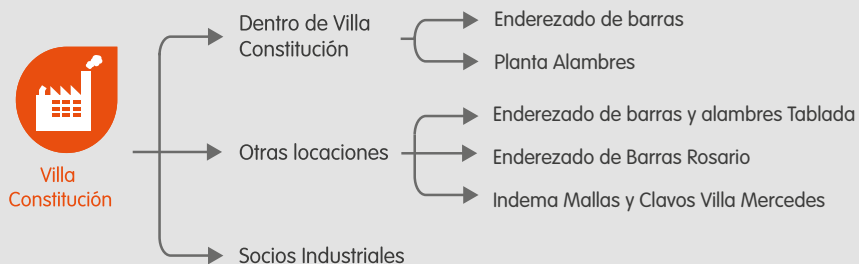 Villa
Constitución
Dentro de Villa
Constitución
Enderezado de barras
Planta Alambres
Otras locaciones
Enderezado de barras y alambres Tablada
Enderezado de Barras Rosario
Indema Mallas y Clavos Villa Mercedes
Socios Industriales